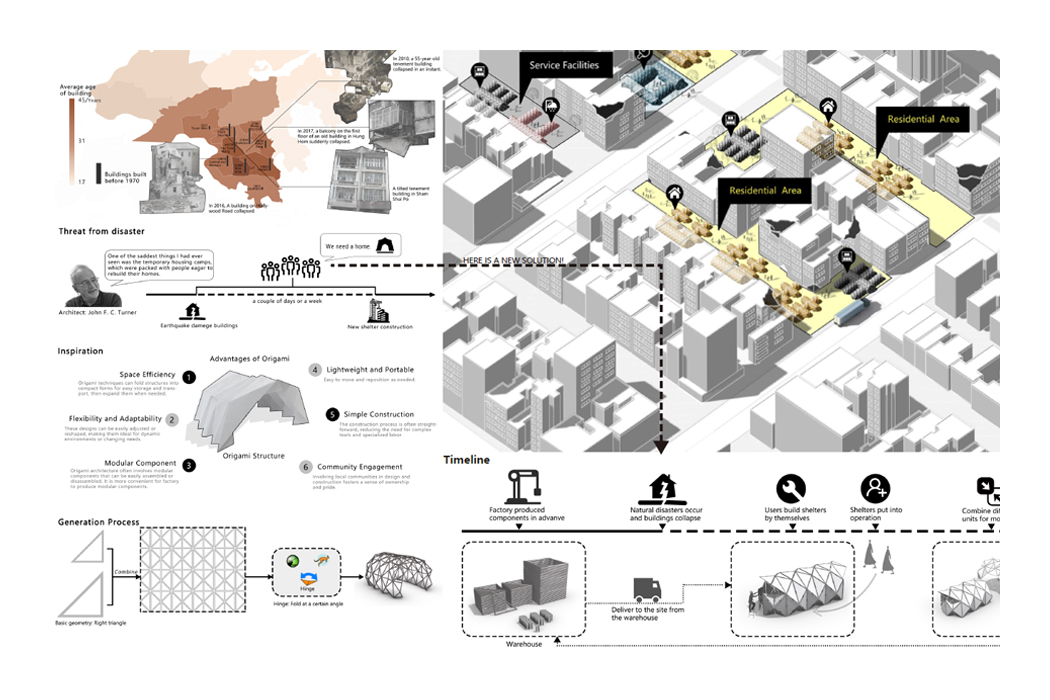 In 2010, a 55-year-old
tenement building
collapsed in an instant.
Average age
of building
45/Years
31
17
Buildings built
before 1970
In 2017, a balcony on the first
floor of an old building in Hung
Hom suddenly collapsed.
A tilted tenement
building in Sham
Shui Po
In 2016, A building on
wood Road collapsed
Threat from disaster
One of the saddest things I had ever
seen was the temporary housing camps,
which were packed with people eager to
rebuild their homes.
Architect: John F. C. Turner
We need a home
a couple of days or a week
Earthquake damege buildings
New shelter construction
HERE IS A NEW SOLUTION!
Inspiration
Advantages of Origami
Space Efficiency
1
Origami techniques can fold structures into
compact forms for easy storage and trans-
port, then expand them when needed.
Flexibility and Adaptability
2
These designs can be easily adjusted or
reshaped, making them ideal for dynamic
environments or changing needs.
Modular Component
3
Origami architecture often involves modular
components that can be easily assembled or
disassembled. It is more convenient for factory
to produce modular components.
4
Lightweight and Portable
Easy to move and reposition as needed.
5
Simple Construction
The construction process is often straight-
forward, reducing the need for complex
tools and specialized labor.
6
Community Engagement
Involving local communities in design and
construction fosters a sense of ownership
and pride.
Origami Structure
Generation Process
Combine
Basic geometry: Right triangle
Hinge
Hinge: Fold at a certain angle
Service Facilities
Residential Area
Residential Area
Timeline
Factory produced
components in advanve
Natural disasters occur
and buildings collapse
Users build shelters
by themselves
Shelters put into
operation
Combine di
units for mo
Deliver to the site from
the warehouse
Warehouse